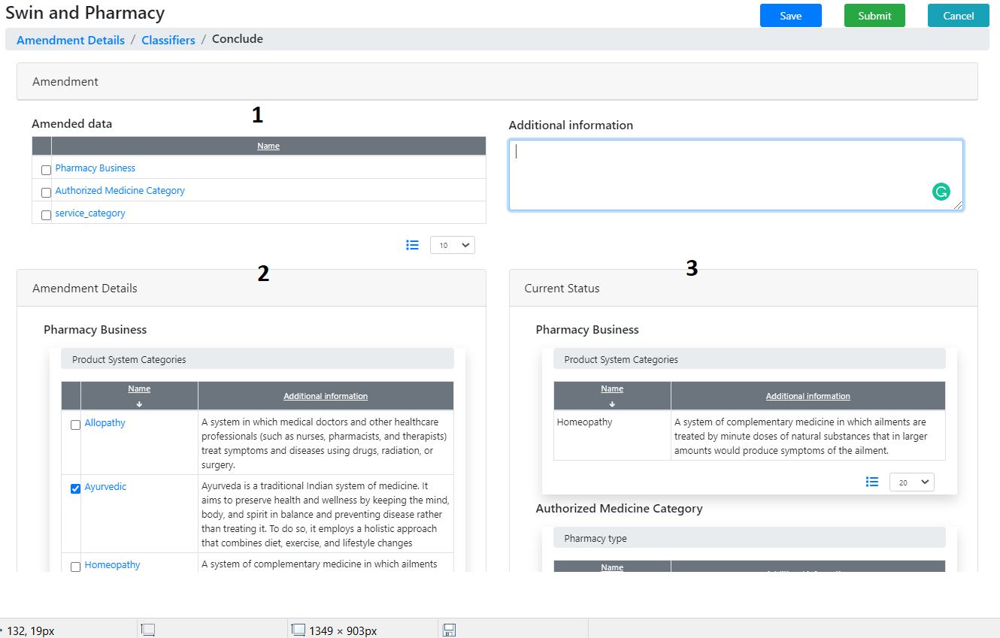 Swin and Pharmacy
Save
Submit
Cancel
Amendment Details / Classifiers / Conclude
Amendment
1
Amended data
Name
Pharmacy Business
Authorized Medicine Category
service_category
10
Additional information
2
Amendment Details
Pharmacy Business
Product System Categories
Name
Additional information
Allopathy
A system in which medical doctors and other healthcare
professionals (such as nurses, pharmacists, and therapists)
treat symptoms and diseases using drugs, radiation, or
surgery.
Ayurvedic
Ayurveda is a traditional Indian system of medicine. It
aims to preserve health and wellness by keeping the mind,
body, and spirit in balance and preventing disease rather
than treating it. To do so, it employs a holistic approach
that combines diet, exercise, and lifestyle changes
Homeopathy
A system of complementary medicine in which ailments
3
Current Status
Pharmacy Business
Product System Categories
Name
Additional information
Homeopathy
A system of complementary medicine in which ailments are
treated by minute doses of natural substances that in larger
amounts would produce symptoms of the ailment.
20
Authorized Medicine Category
Pharmacy type
Name
132, 19px
1349 × 903px